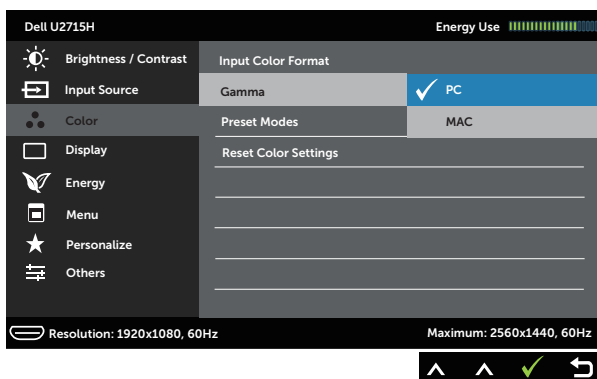 Dell U2715H Energy Use
Brightness / Contrast
Input Color Format
Input Source
Gamma
PC
Color
Preset Modes
MAC
Display
Reset Color Settings
Energy
Menu
Personalize
Others
Resolution: 1920x1080, 60Hz Maximum: 2560x1440, 60Hz